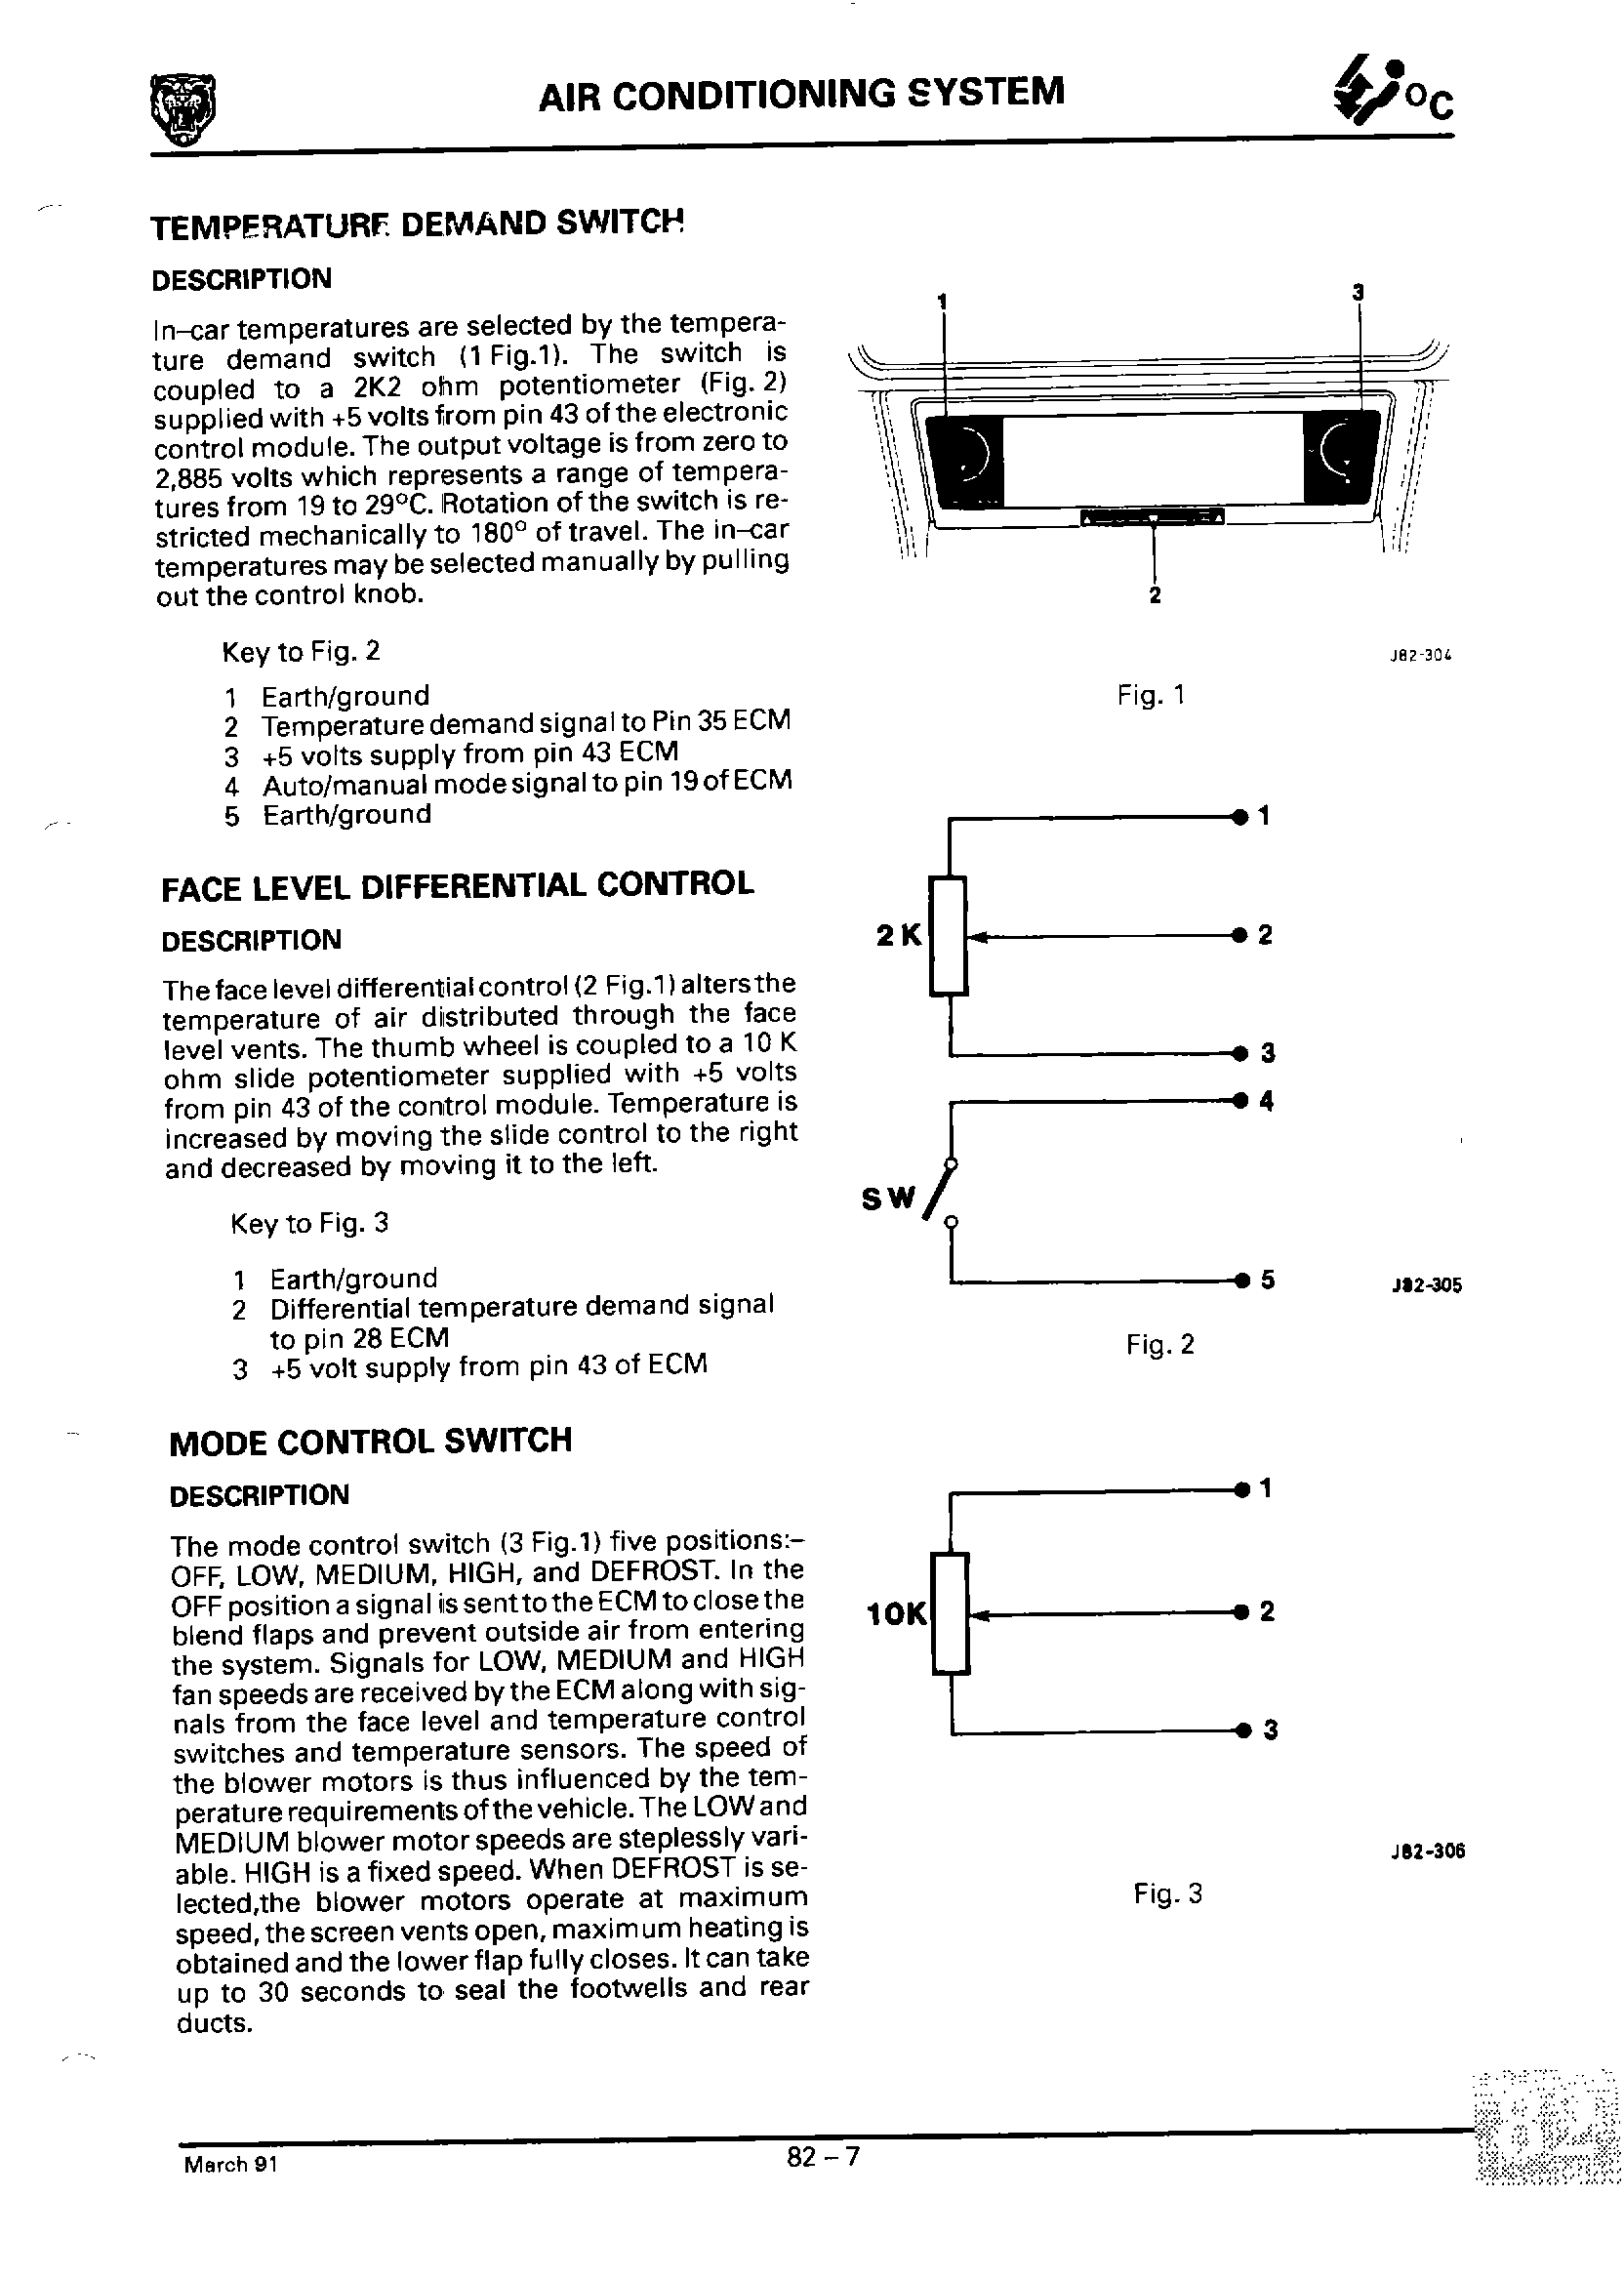 AIR CONDITIONING SYSTEM
°C
TEMPERATURE DEMAND SWITCH
DESCRIPTION
In–car temperatures are selected by the tempera-
ture demand switch (1 Fig.1). The switch is
coupled to a 2K2 ohm potentiometer (Fig. 2)
supplied with +5 volts from pin 43 of the electronic
control module. The output voltage is from zero to
2,885 volts which represents a range of tempera-
tures from 19 to 29°C. Rotation of the switch is re-
stricted mechanically to 180° of travel. The in–car
temperatures may be selected manually by pulling
out the control knob.
Key to Fig. 2
1 Earth/ground
2 Temperature demand signal to Pin 35 ECM
3 +5 volts supply from pin 43 ECM
4 Auto/manual mode signal to pin 19 of ECM
5 Earth/ground
FACE LEVEL DIFFERENTIAL CONTROL
DESCRIPTION
The face level differential control (2 Fig.1) alters the
temperature of air distributed through the face
level vents. The thumb wheel is coupled to a 10 K
ohm slide potentiometer supplied with +5 volts
from pin 43 of the control module. Temperature is
increased by moving the slide control to the right
and decreased by moving it to the left.
Key to Fig. 3
1 Earth/ground
2 Differential temperature demand signal
to pin 28 ECM
3 +5 volt supply from pin 43 of ECM
MODE CONTROL SWITCH
DESCRIPTION
The mode control switch (3 Fig.1) five positions:–
OFF, LOW, MEDIUM, HIGH, and DEFROST. In the
OFF position a signal is sent to the ECM to close the
blend flaps and prevent outside air from entering
the system. Signals for LOW, MEDIUM and HIGH
fan speeds are received by the ECM along with sig-
nals from the face level and temperature control
switches and temperature sensors. The speed of
the blower motors is thus influenced by the tem-
perature requirements of the vehicle. The LOW and
MEDIUM blower motor speeds are steplessly vari-
able. HIGH is a fixed speed. When DEFROST is se-
lected,the blower motors operate at maximum
speed, the screen vents open, maximum heating is
obtained and the lower flap fully closes. It can take
up to 30 seconds to seal the footwells and rear
ducts.
1
3
2
J82-304
Fig. 1
1
2K
2
3
4
SW
5
J82-305
Fig. 2
1
10K
2
3
J82-306
Fig. 3
March 91
82 – 7